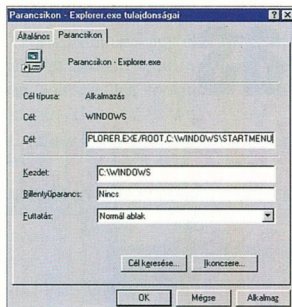 Parancsikon - Explorer.exe tulajdonságai
Általános Parancsikon
Parancsikon - Explorer.exe
Cél típusa: Alkalmazás
Cél: WINDOWS
Cél: PLORER.EXE/ROOT,C:\WINDOWS\STARTMENU
Kezdet: C:\WINDOWS
Billentyűparancs: Nincs
Futtatás: Normál ablak
Cél keresése... Ikoncsere...
OK Mégse Alkalmaz